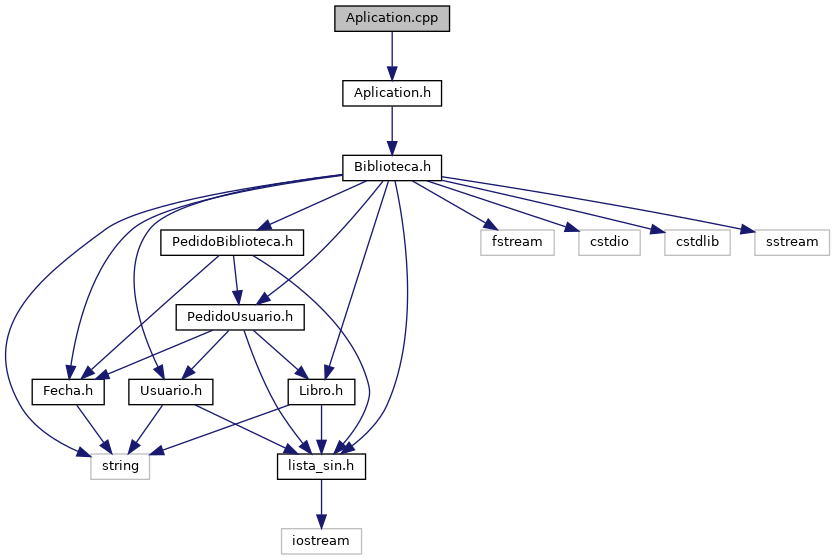 Aplication.cpp
Aplication.h
Biblioteca.h
PedidoBiblioteca.h
fstream
cstdio
cstdlib
sstream
PedidoUsuario.h
Fecha.h
Usuario.h
Libro.h
string
lista_sin.h
iostream